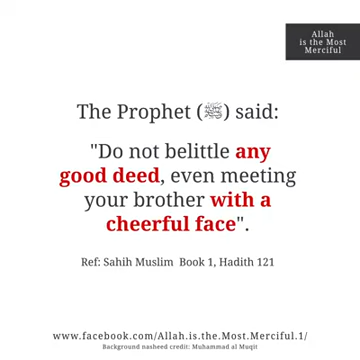 Allah
is the Most
Merciful
The Prophet (ﷺ) said:
"Do not belittle any
good deed, even meeting
your brother with a
cheerful face".
Ref: Sahih Muslim Book 1, Hadith 121
www.facebook.com/Allah.is.the.Most.Merciful.1/
Background nasheed credit: Muhammad al Muqit